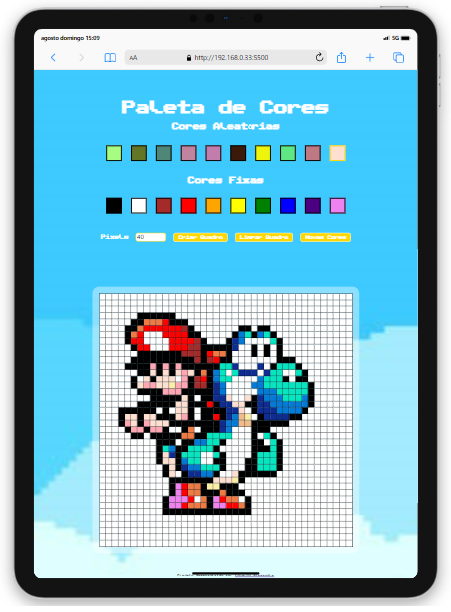 agosto domingo 15:09
5G
AA
http://192.168.0.33:5500
Paleta de Cores
Cores Aleatórias
Cores Fixas
Pixels 40 Criar Quadro Limpar Quadro Novas Cores